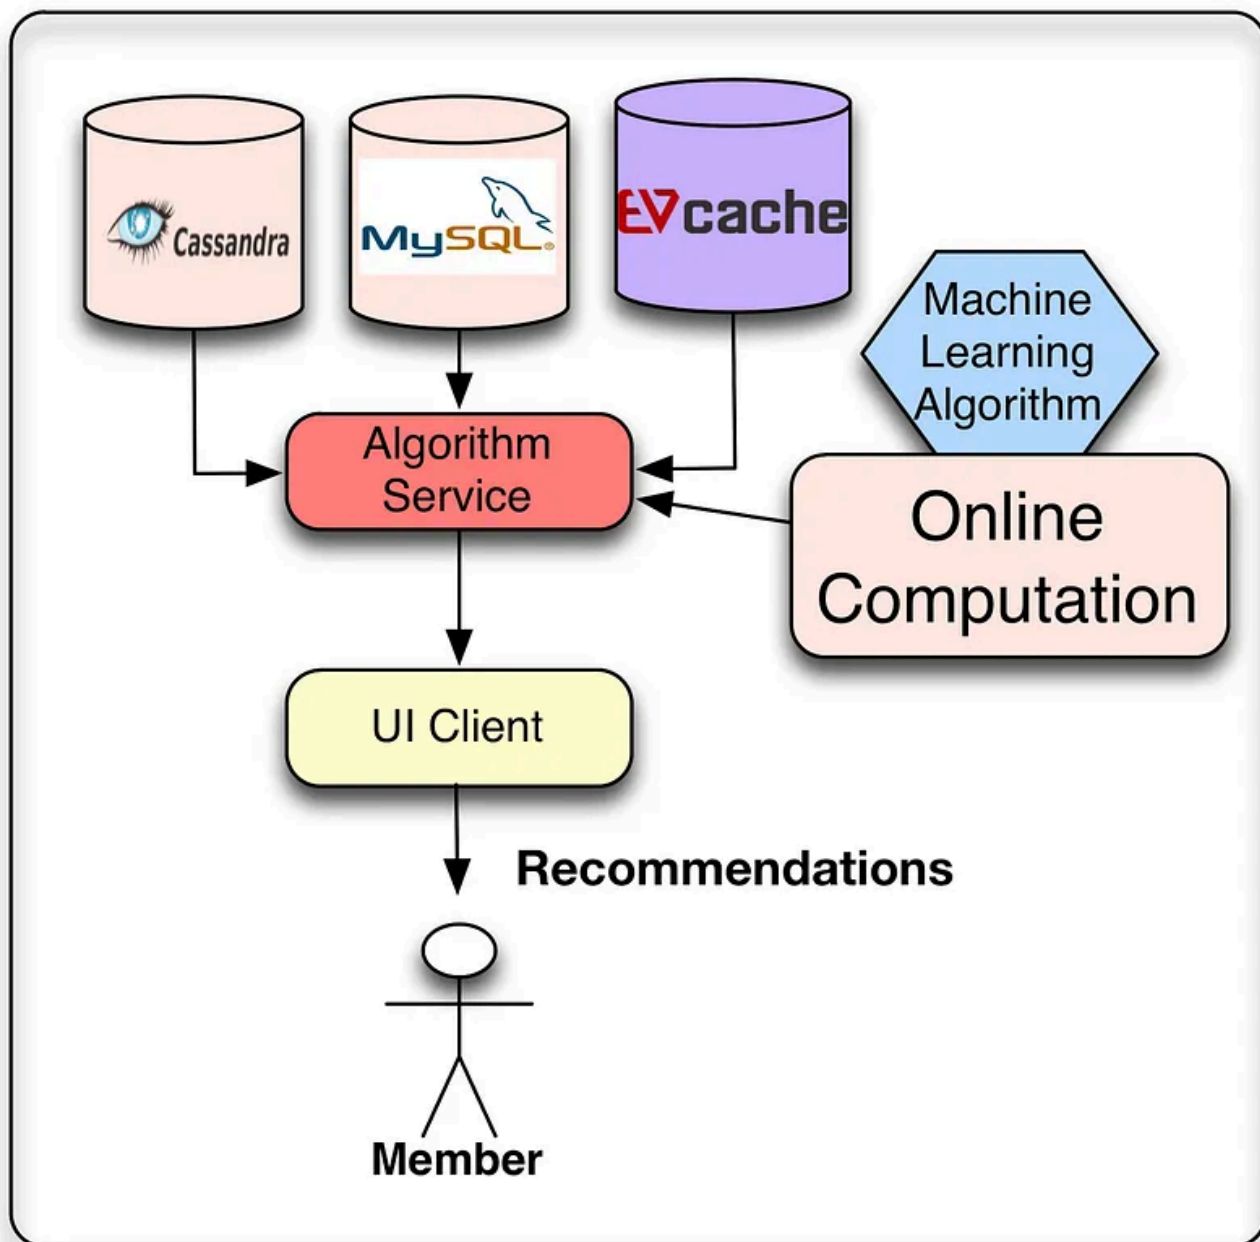 Cassandra
MySQL®
EVcache
Machine
Learning
Algorithm
Algorithm
Service
Online
Computation
UI Client
Recommendations
Member